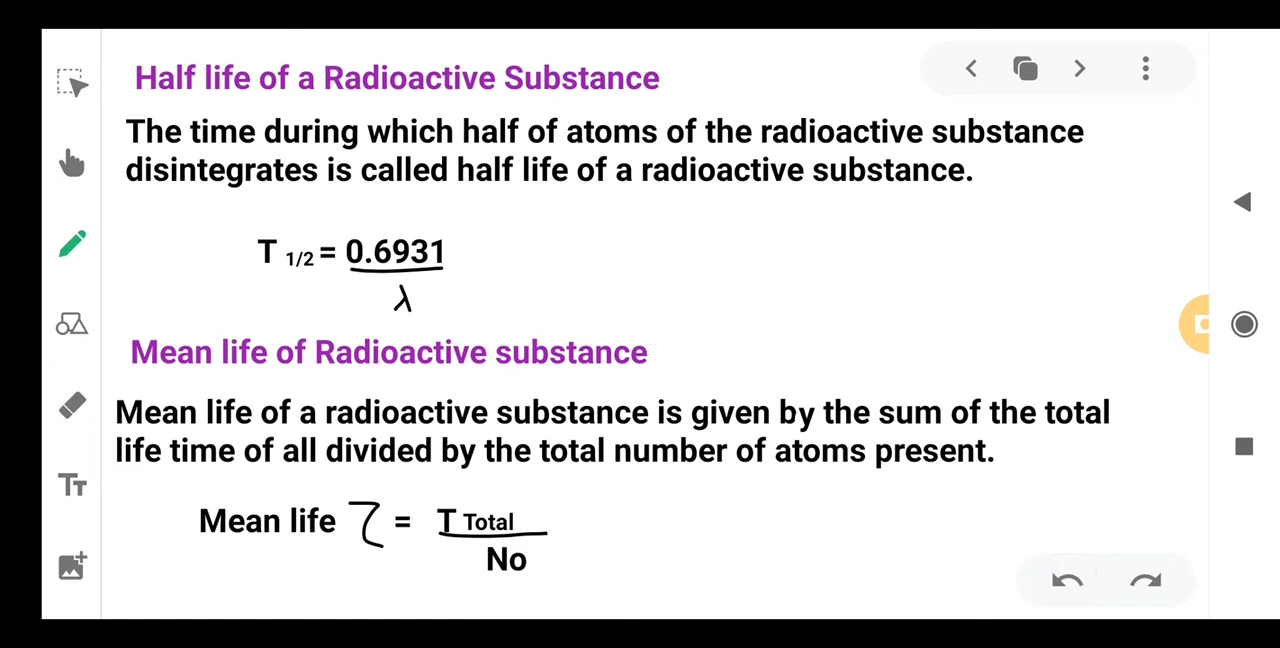 Half life of a Radioactive Substance
The time during which half of atoms of the radioactive substance
disintegrates is called half life of a radioactive substance.
T 1/2 = 0.6931
λ
Mean life of Radioactive substance
Mean life of a radioactive substance is given by the sum of the total
life time of all divided by the total number of atoms present.
Mean life τ = T Total
No
TT